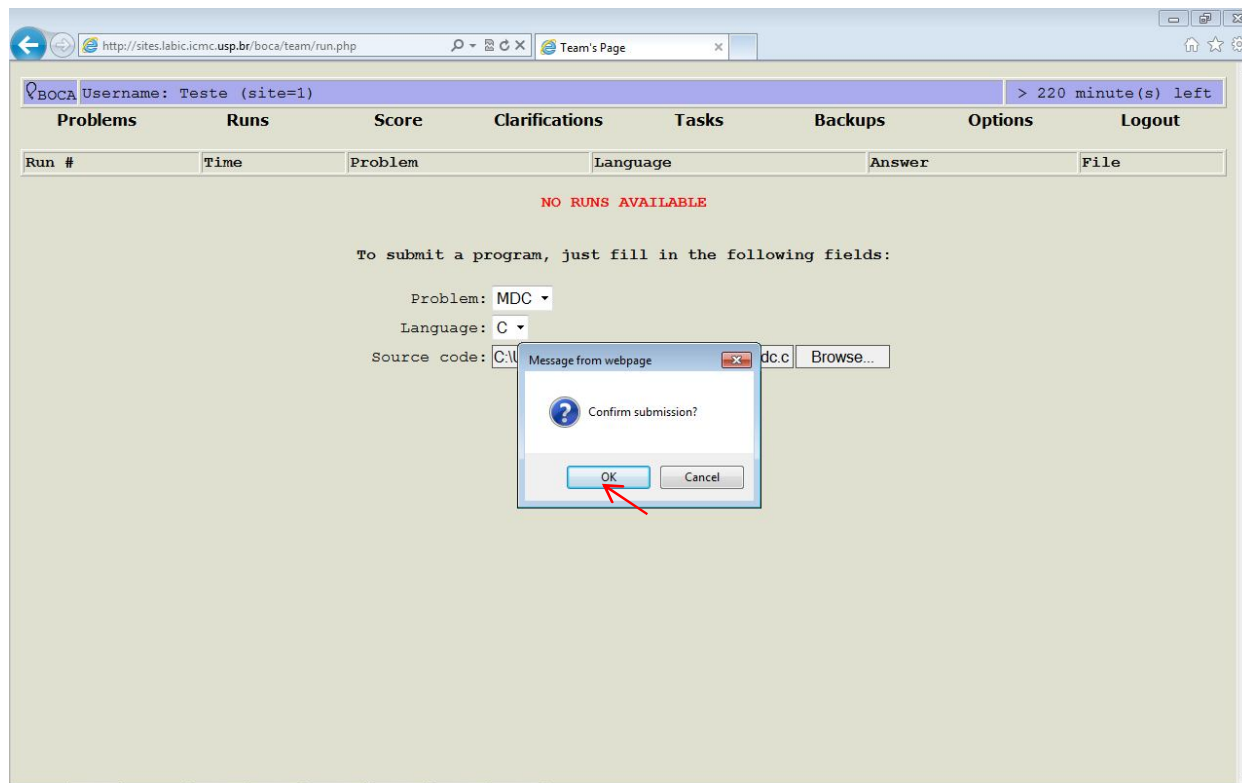 http://sites.labic.icmc.usp.br/boca/team/run.php
Team's Page
BOCA Username: Teste (site=1) > 220 minute(s) left
Problems Runs Score Clarifications Tasks Backups Options Logout
Run # Time Problem Language Answer File
NO RUNS AVAILABLE
To submit a program, just fill in the following fields:
Problem: MDC
Language: C
Source code: C:\U dc.c Browse...
Message from webpage
Confirm submission?
OK Cancel